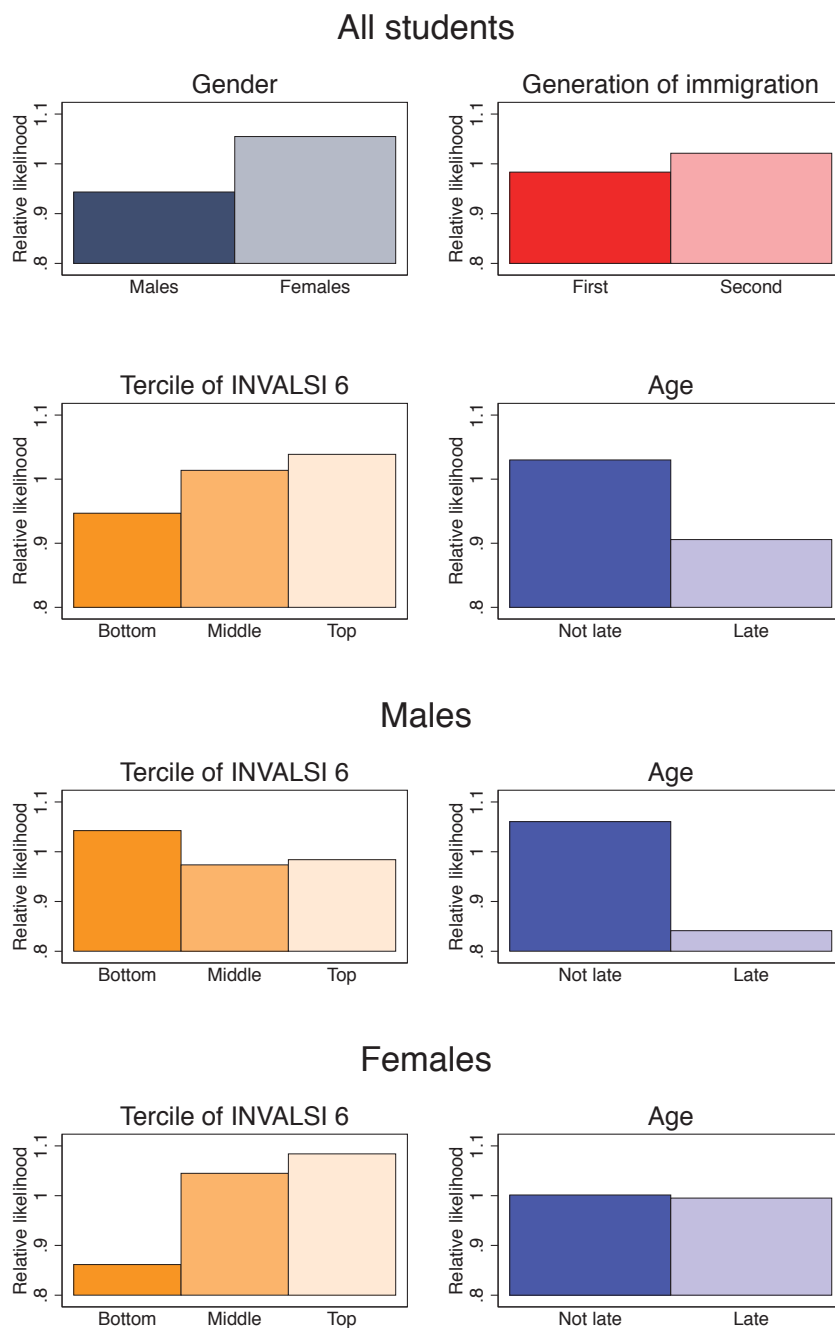 All students
Gender
Generation of immigration
Relative likelihood
.8 .9 1 1.1
Males Females
Relative likelihood
.8 .9 1 1.1
First Second
Tercile of INVALSI 6
Age
Relative likelihood
.8 .9 1 1.1
Bottom Middle Top
Relative likelihood
.8 .9 1 1.1
Not late Late
Males
Tercile of INVALSI 6
Age
Relative likelihood
.8 .9 1 1.1
Bottom Middle Top
Relative likelihood
.8 .9 1 1.1
Not late Late
Females
Tercile of INVALSI 6
Age
Relative likelihood
.8 .9 1 1.1
Bottom Middle Top
Relative likelihood
.8 .9 1 1.1
Not late Late